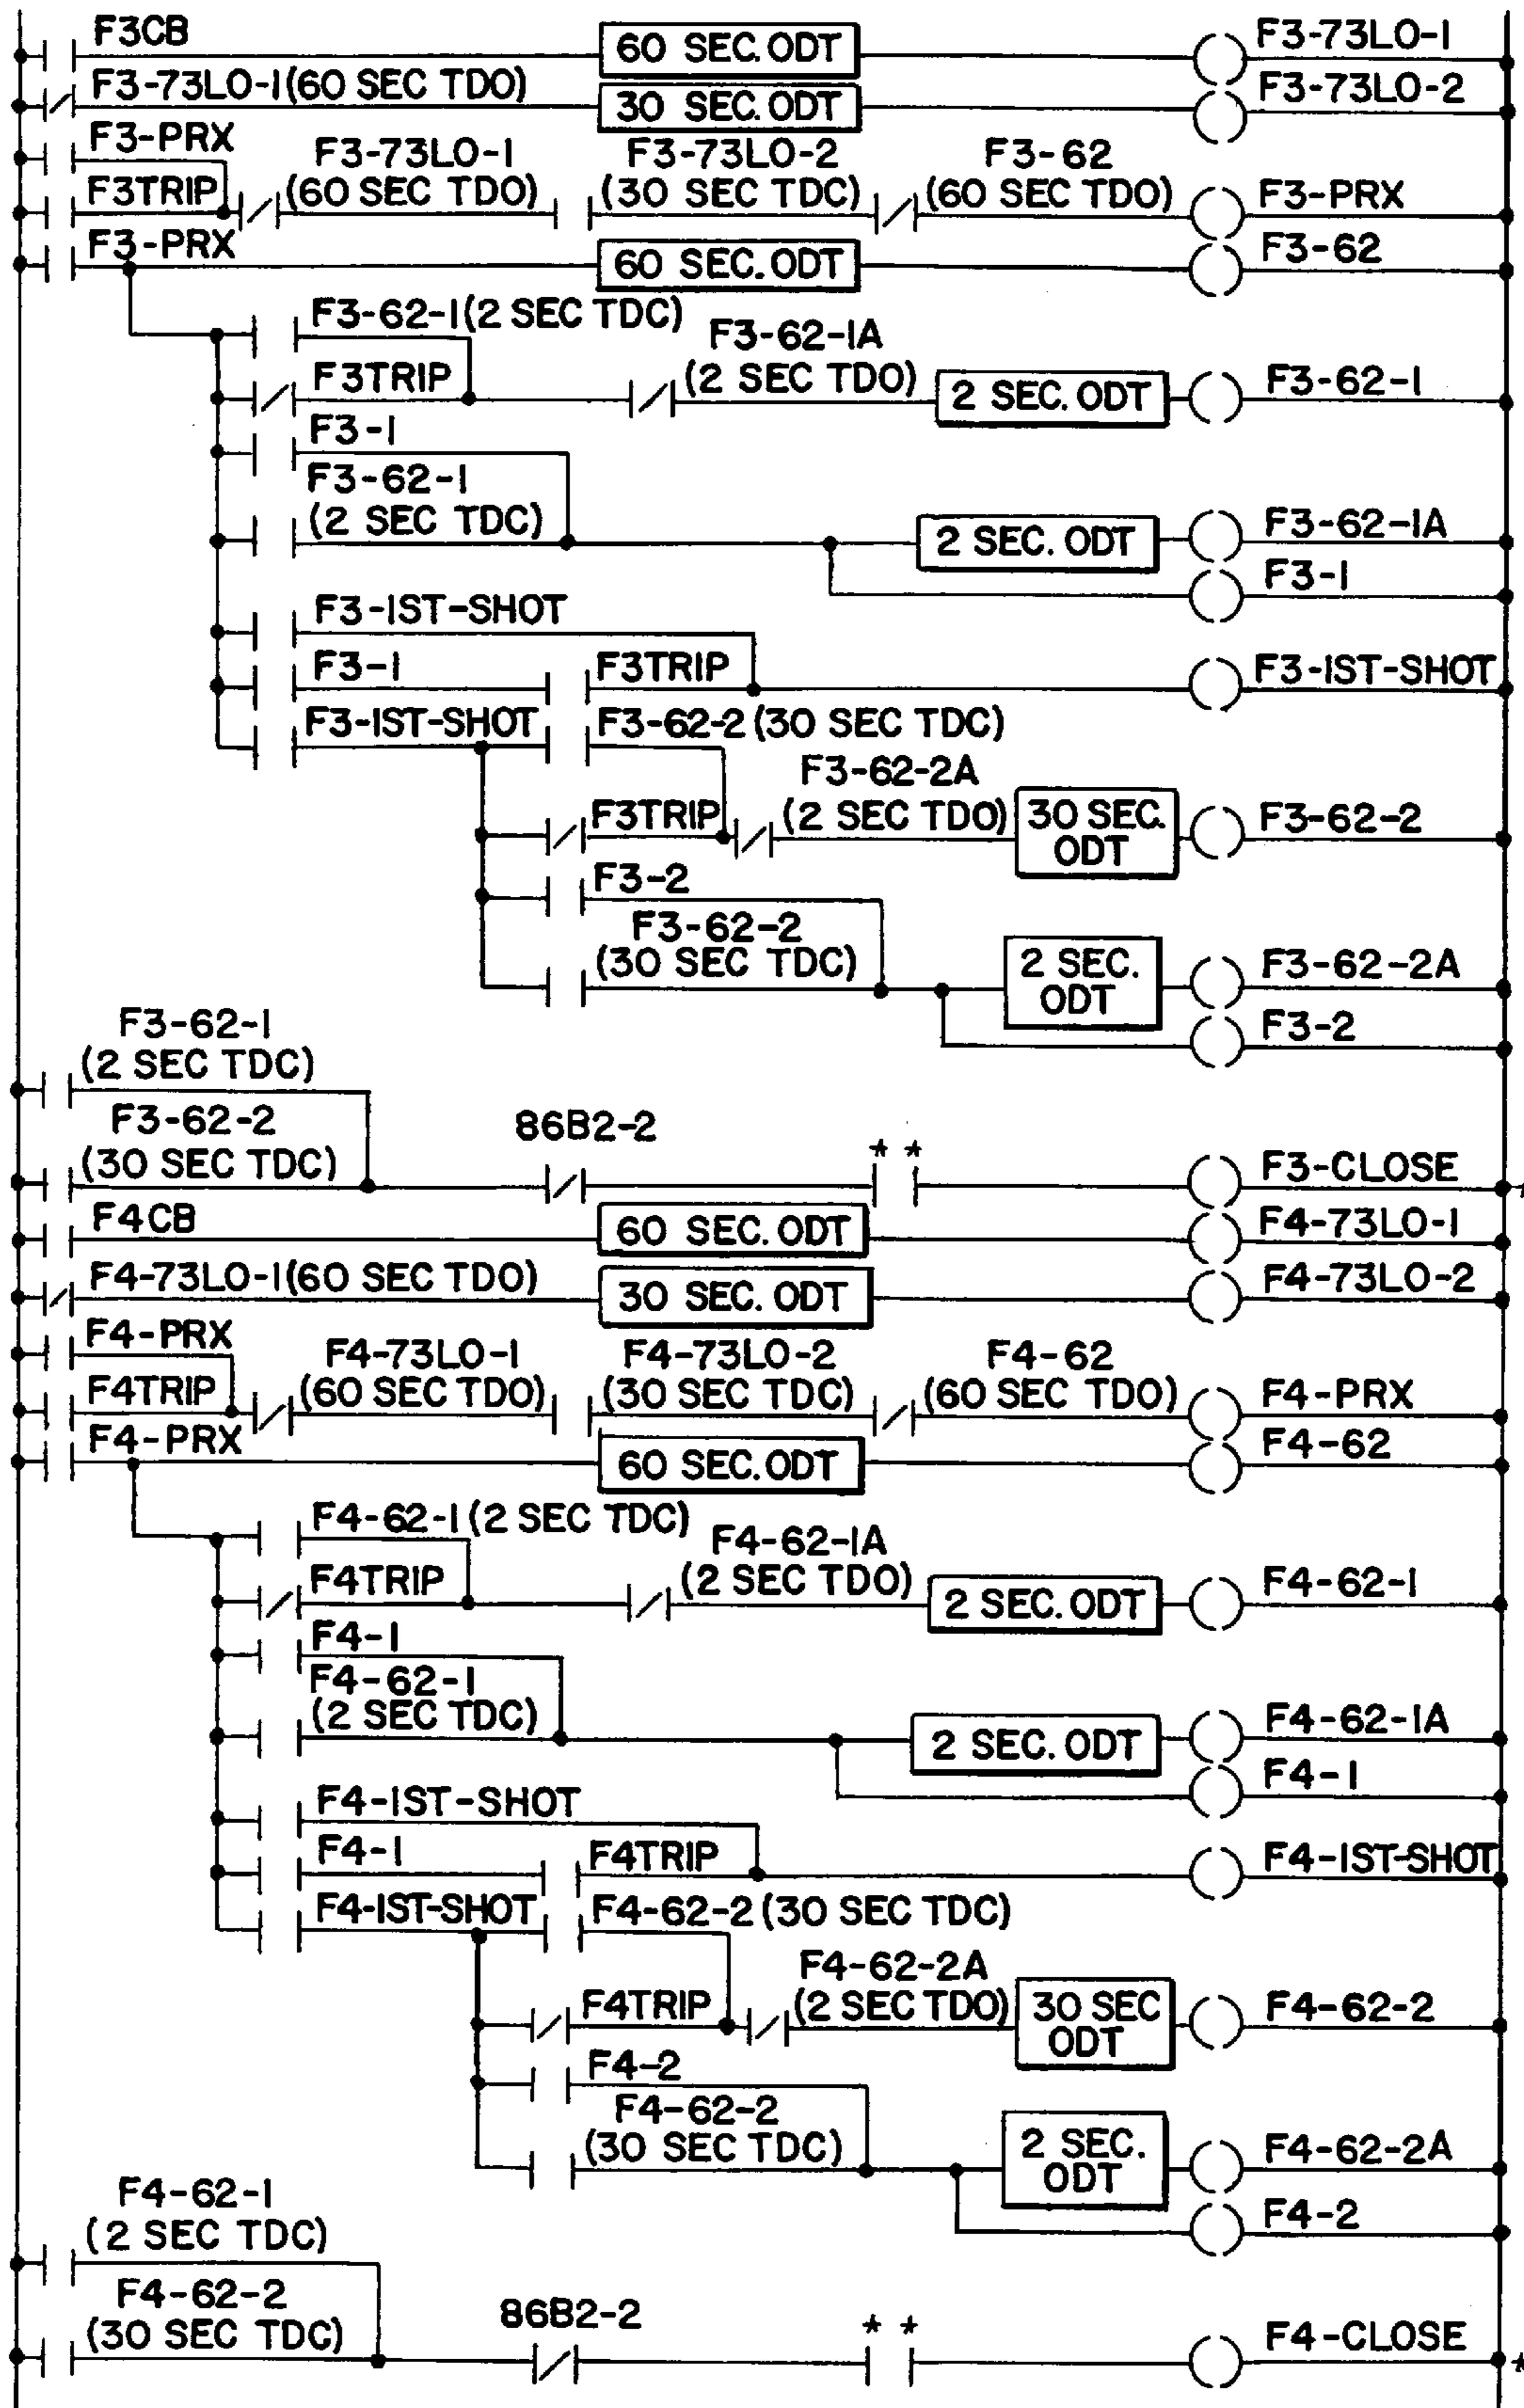 F3CB 60 SEC. ODT F3-73LO-1
F3-73LO-1 (60 SEC TDO) 30 SEC. ODT F3-73LO-2
F3-PRX F3-73LO-1 F3-73LO-2 F3-62
F3TRIP (60 SEC TDO) (30 SEC TDC) (60 SEC TDO) F3-PRX
F3-PRX 60 SEC. ODT F3-62
F3-62-1 (2 SEC TDC) F3-62-1A
F3TRIP (2 SEC TDO) 2 SEC. ODT F3-62-1
F3-1
F3-62-1
(2 SEC TDC) 2 SEC. ODT F3-62-1A
F3-1
F3-1ST-SHOT
F3-1 F3TRIP F3-1ST-SHOT
F3-1ST-SHOT F3-62-2 (30 SEC TDC)
F3-62-2A
F3TRIP (2 SEC TDO) 30 SEC. F3-62-2
ODT
F3-2
F3-62-2
(30 SEC TDC) 2 SEC. F3-62-2A
ODT
F3-2
F3-62-1
(2 SEC TDC)
F3-62-2 86B2-2
(30 SEC TDC) * * F3-CLOSE *
F4CB 60 SEC. ODT F4-73LO-1
F4-73LO-1 (60 SEC TDO) 30 SEC. ODT F4-73LO-2
F4-PRX F4-73LO-1 F4-73LO-2 F4-62
F4TRIP (60 SEC TDO) (30 SEC TDC) (60 SEC TDO) F4-PRX
F4-PRX 60 SEC. ODT F4-62
F4-62-1 (2 SEC TDC) F4-62-1A
F4TRIP (2 SEC TDO) 2 SEC. ODT F4-62-1
F4-1
F4-62-1
(2 SEC TDC) 2 SEC. ODT F4-62-1A
F4-1
F4-1ST-SHOT
F4-1 F4TRIP F4-1ST-SHOT
F4-1ST-SHOT F4-62-2 (30 SEC TDC)
F4-62-2A
F4TRIP (2 SEC TDO) 30 SEC F4-62-2
ODT
F4-2
F4-62-2
(30 SEC TDC) 2 SEC. F4-62-2A
ODT
F4-2
F4-62-1
(2 SEC TDC)
F4-62-2 86B2-2
(30 SEC TDC) * * F4-CLOSE *